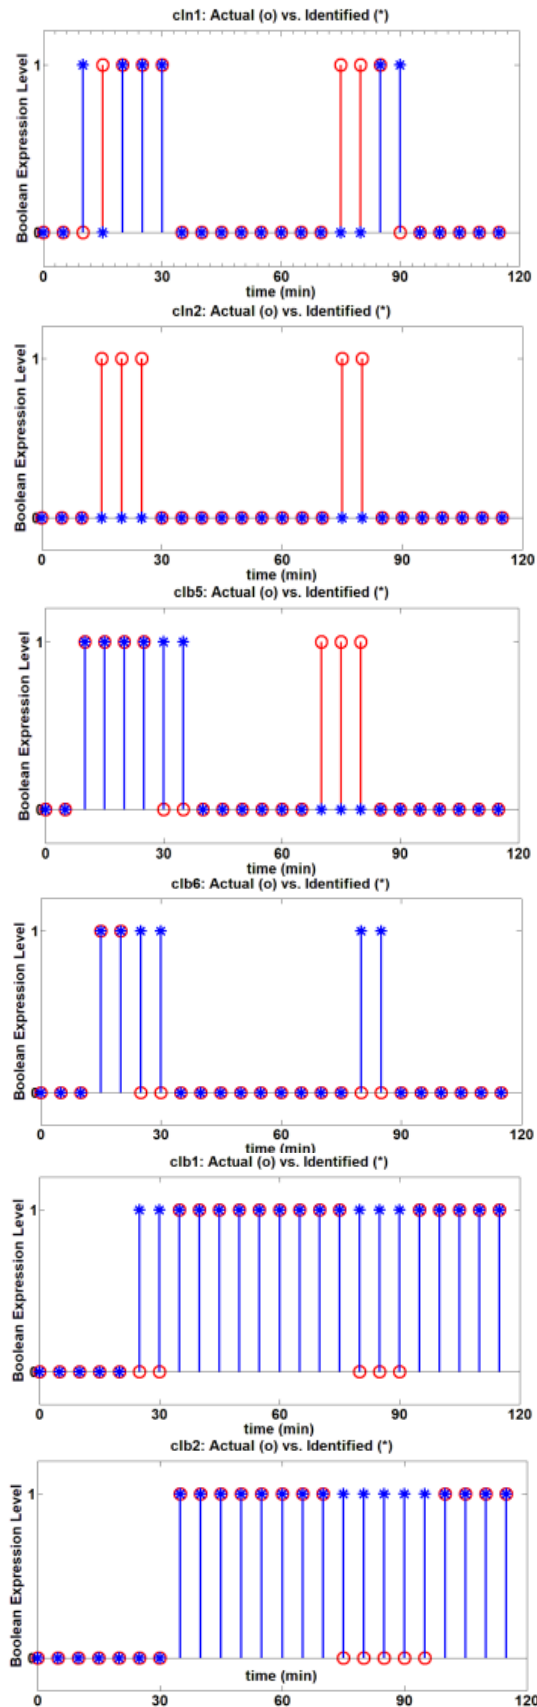 cln1: Actual (o) vs. Identified (*)
Boolean Expression Level
1
0
0 30 60 90 120
time (min)
cln2: Actual (o) vs. Identified (*)
Boolean Expression Level
1
0
0 30 60 90 120
time (min)
clb5: Actual (o) vs. Identified (*)
Boolean Expression Level
1
0
0 30 60 90 120
time (min)
clb6: Actual (o) vs. Identified (*)
Boolean Expression Level
1
0
0 30 60 90 120
time (min)
clb1: Actual (o) vs. Identified (*)
Boolean Expression Level
1
0
0 30 60 90 120
time (min)
clb2: Actual (o) vs. Identified (*)
Boolean Expression Level
1
0
time (min)
0 30 60 90 120